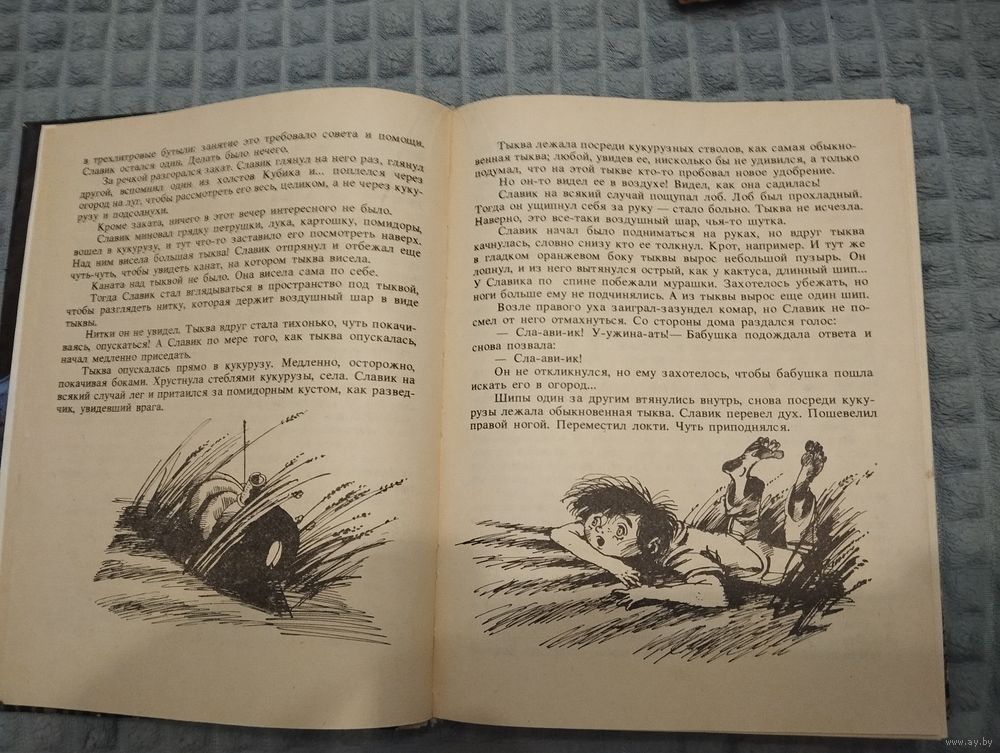 в трехлитровые бутыли: занятие это требовало совета и помощи.
Славик остался один. Делать было нечего.
За речкой разгорался закат. Славик глянул на него раз, глянул
другой, вспомнил один из холстов Кубика и... поплелся через
огород на луг, чтобы рассмотреть его весь, целиком, а не через куку-
рузу и подсолнухи.
Кроме заката, ничего в этот вечер интересного не было.
Славик миновал грядку петрушки, лука, картошку, помидоры,
вошел в кукурузу, и тут что-то заставило его посмотреть наверх.
Над ним висела большая тыква! Славик отпрянул и отбежал еще
чуть-чуть, чтобы увидеть канат, на котором тыква висела.
Каната над тыквой не было. Она висела сама по себе.
Тогда Славик стал вглядываться в пространство под тыквой,
чтобы разглядеть нитку, которая держит воздушный шар в виде
тыквы.
Нитки он не увидел. Тыква вдруг стала тихонько, чуть покачи-
ваясь, опускаться! А Славик по мере того, как тыква опускалась,
начал медленно приседать.
Тыква опускалась прямо в кукурузу. Медленно, осторожно,
покачивая боками. Хрустнула стеблями кукурузы, села. Славик на
всякий случай лег и притаился за помидорным кустом, как развед-
чик, увидевший врага.
Тыква лежала посреди кукурузных стволов, как самая обыкно-
венная тыква; любой, увидев ее, нисколько бы не удивился, а только
подумал, что на этой тыкве кто-то пробовал новое удобрение.
Но он-то видел ее в воздухе! Видел, как она садилась!
Славик на всякий случай пощупал лоб. Лоб был прохладный.
Тогда он ущипнул себя за руку — стало больно. Тыква не исчезла.
Наверно, это все-таки воздушный шар, чья-то шутка.
Славик начал было подниматься на руках, но вдруг тыква
качнулась, словно снизу кто ее толкнул. Крот, например. И тут же
в гладком оранжевом боку тыквы вырос небольшой пузырь. Он
лопнул, и из него вытянулся острый, как у кактуса, длинный шип...
У Славика по спине побежали мурашки. Захотелось убежать, но
ноги больше ему не подчинялись. А из тыквы вырос еще один шип.
Возле правого уха заиграл-зазундел комар, но Славик не по-
смел от него отмахнуться. Со стороны дома раздался голос:
— Сла-ави-ик! У-ужина-ать!— Бабушка подождала ответа и
снова позвала:
— Сла-ави-ик!
Он не откликнулся, но ему захотелось, чтобы бабушка пошла
искать его в огород...
Шипы один за другим втянулись внутрь, снова посреди куку-
рузы лежала обыкновенная тыква. Славик перевел дух. Пошевелил
правой ногой. Переместил локти. Чуть приподнялся.
www.ay.by